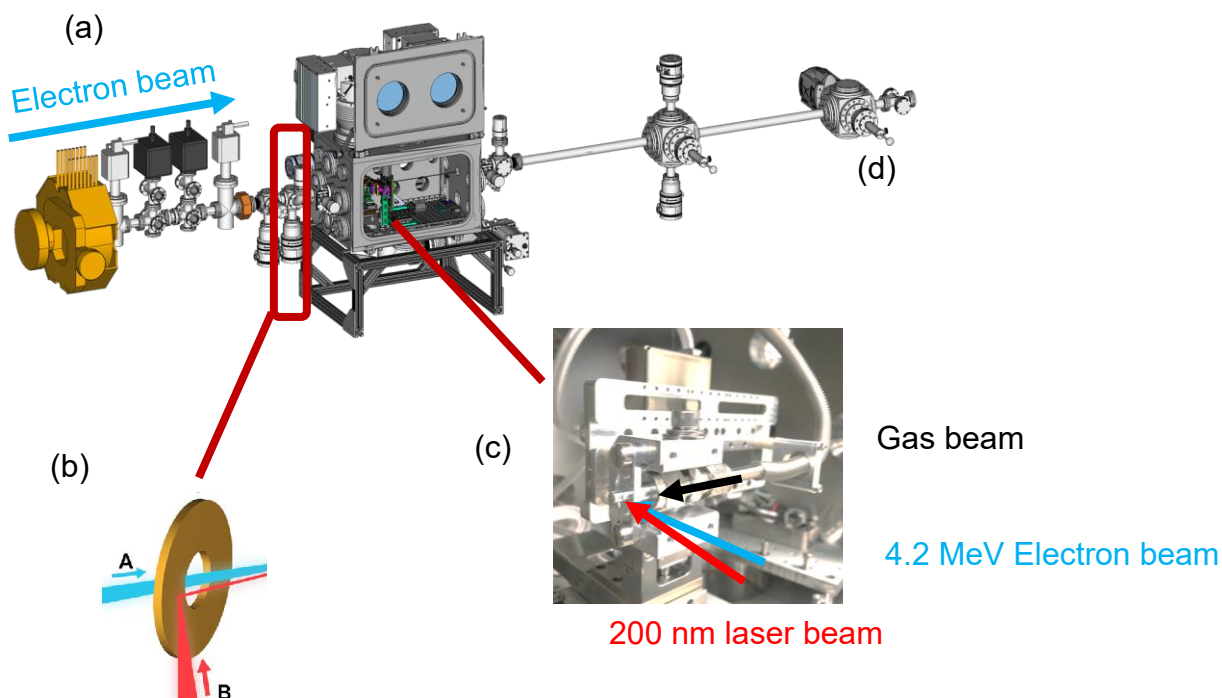 (a)
Electron beam
(d)
(b)
A
B
(c)
Gas beam
4.2 MeV Electron beam
200 nm laser beam